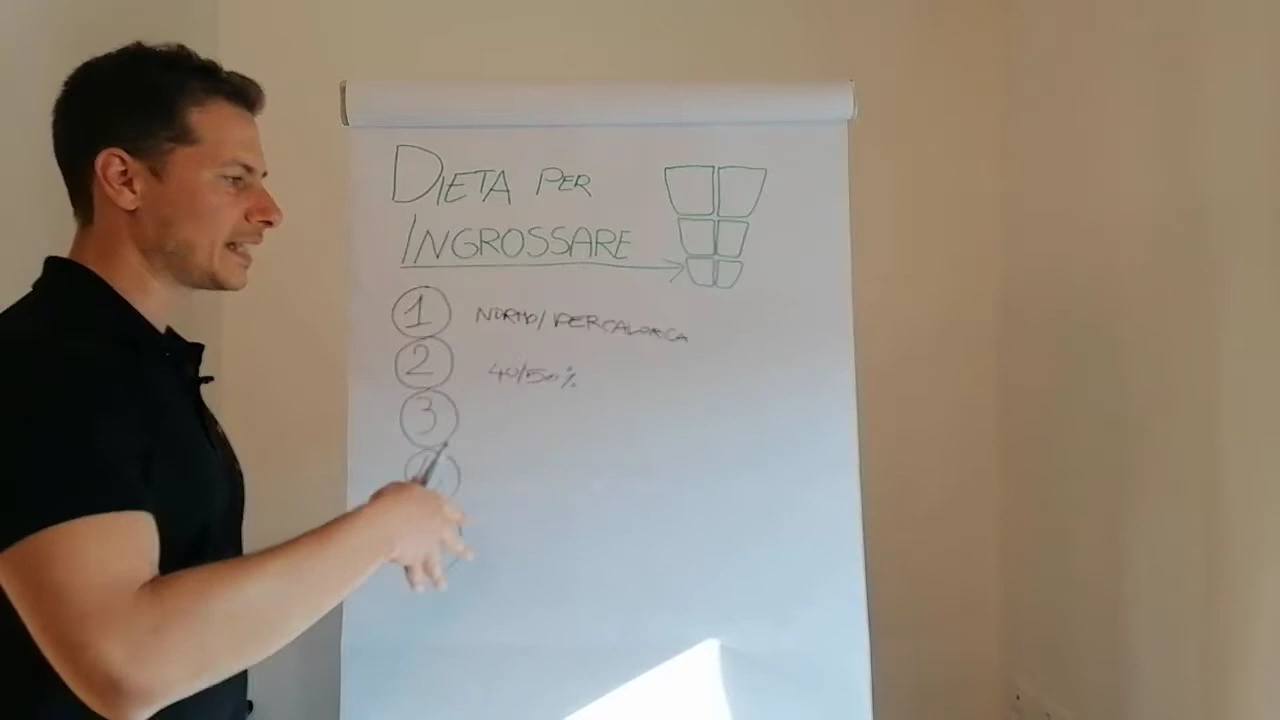 DIETA PER
INGROSSARE
1 NORMO/IPERCALORICA
2 40/50%
3